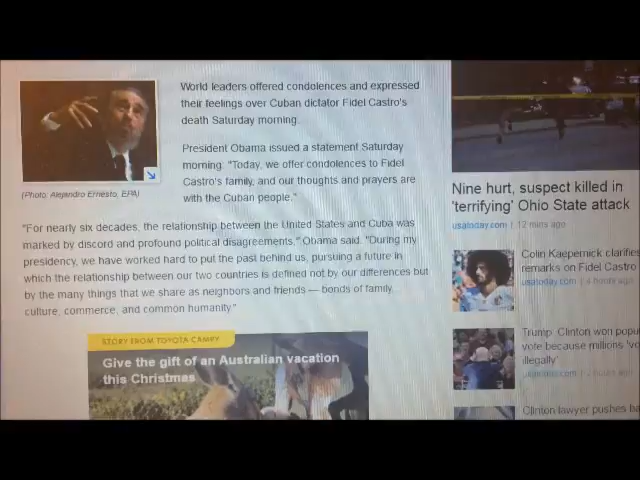 World leaders offered condolences and expressed
their feelings over Cuban dictator Fidel Castro's
death Saturday morning.
President Obama issued a statement Saturday
morning: "Today, we offer condolences to Fidel
Castro's family, and our thoughts and prayers are
with the Cuban people."
(Photo: Alejandro Ernesto, EPA)
"For nearly six decades, the relationship between the United States and Cuba was
marked by discord and profound political disagreements," Obama said. "During my
presidency, we have worked hard to put the past behind us, pursuing a future in
which the relationship between our two countries is defined not by our differences but
by the many things that we share as neighbors and friends — bonds of family,
culture, commerce, and common humanity."
STORY FROM TOYOTA CAMRY
Give the gift of an Australian vacation
this Christmas
Nine hurt, suspect killed in
'terrifying' Ohio State attack
usatoday.com | 12 mins ago
Colin Kaepernick clarifies
remarks on Fidel Castro
usatoday.com | 4 hours ago
Trump: Clinton won popu
vote because millions 'vo
illegally'
usatoday.com | 2 hours ago
Clinton lawyer pushes ba